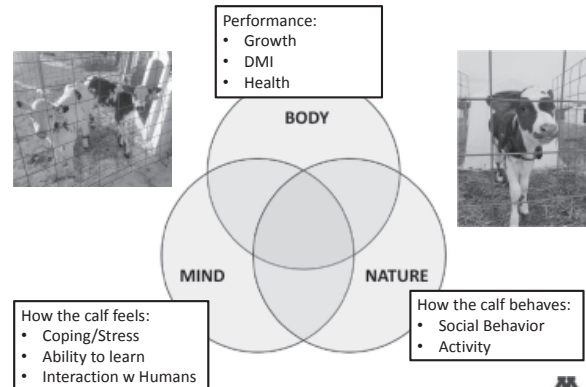 Performance:
• Growth
• DMI
• Health
BODY
MIND
NATURE
How the calf feels:
• Coping/Stress
• Ability to learn
• Interaction w Humans
How the calf behaves:
• Social Behavior
• Activity